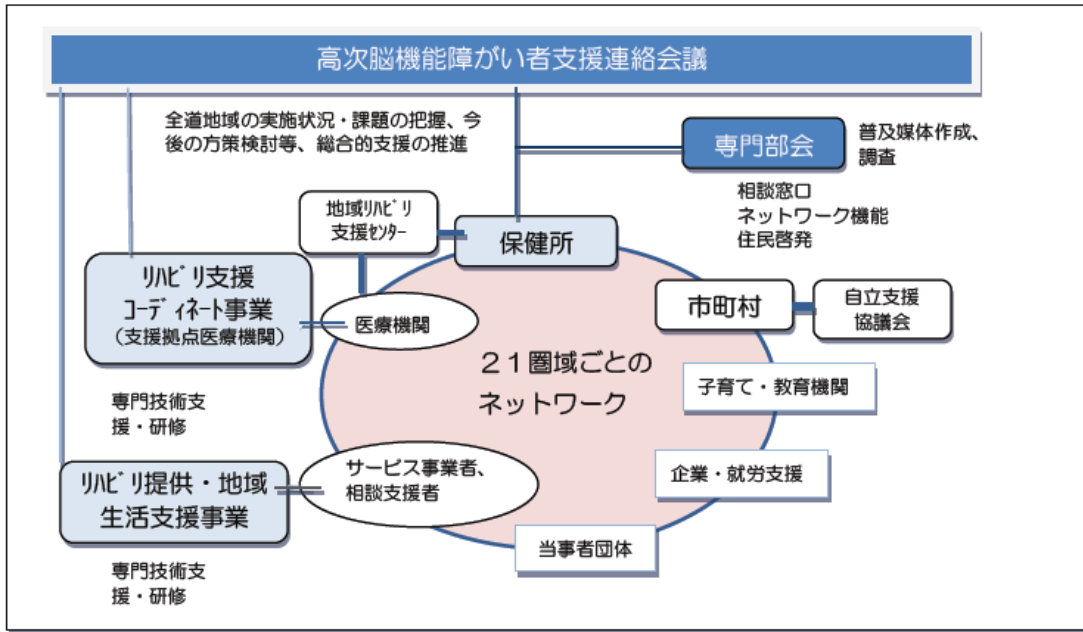 高次脳機能障がい者支援連絡会議
全道地域の実施状況・課題の把握、今
後の方策検討等、総合的支援の推進
専門部会
普及媒体作成、
調査
相談窓口
ネットワーク機能
住民啓発
地域ﾘﾊﾋﾞﾘ
支援ｾﾝﾀｰ
保健所
ﾘﾊﾋﾞﾘ支援
ｺｰﾃﾞｨﾈｰﾄ事業
（支援拠点医療機関）
医療機関
市町村
自立支援
協議会
２１圏域ごとの
ネットワーク
子育て・教育機関
専門技術支
援・研修
サービス事業者、
相談支援者
企業・就労支援
ﾘﾊﾋﾞﾘ提供・地域
生活支援事業
当事者団体
専門技術支
援・研修